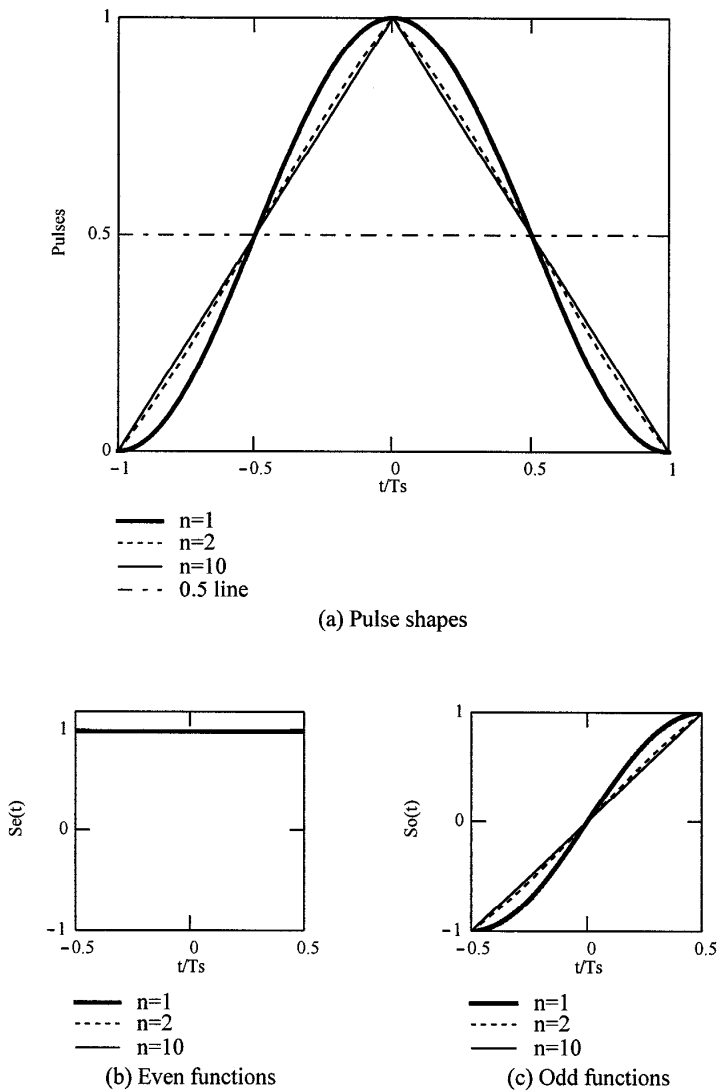 1
Pulses
0.5
0
−1
−0.5
0
0.5
1
t/Ts
n=1
n=2
n=10
0.5 line
(a) Pulse shapes
1
Se(t)
0
−1
−0.5
0
0.5
t/Ts
n=1
n=2
n=10
(b) Even functions
1
So(t)
0
−1
−0.5
0
0.5
t/Ts
n=1
n=2
n=10
(c) Odd functions